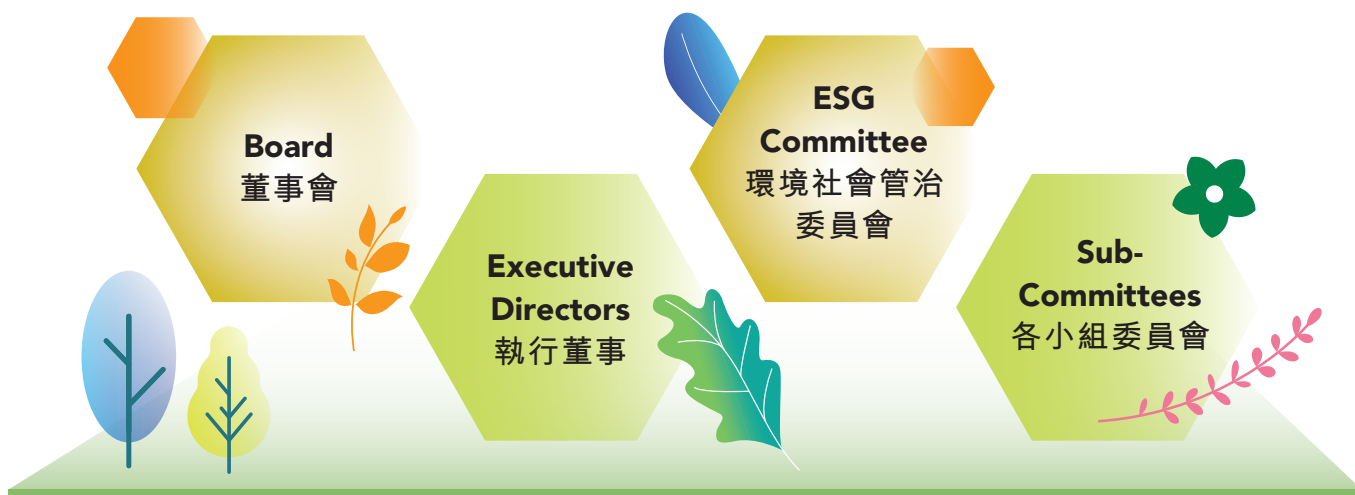 Board
董事會
Executive
Directors
執行董事
ESG
Committee
環境社會管治
委員會
Sub-
Committees
各小組委員會